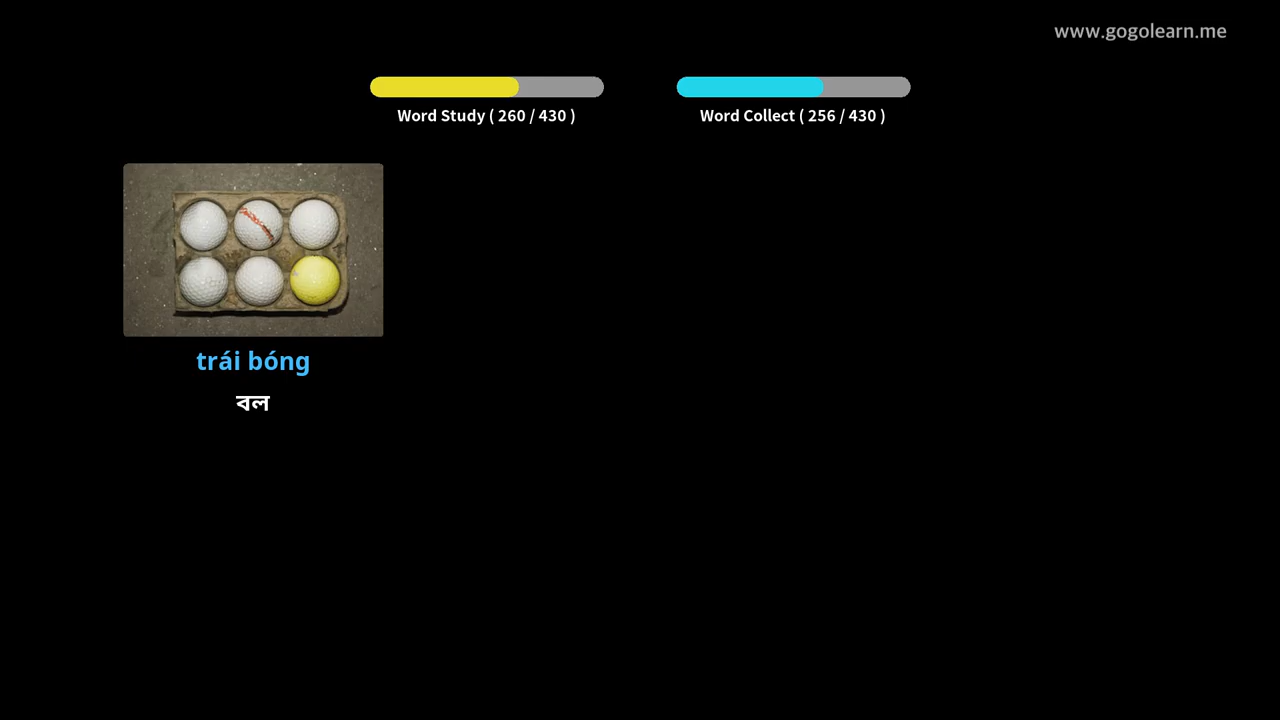 www.gogolearn.me
Word Study ( 260 / 430 )
Word Collect ( 256 / 430 )
trái bóng
বল